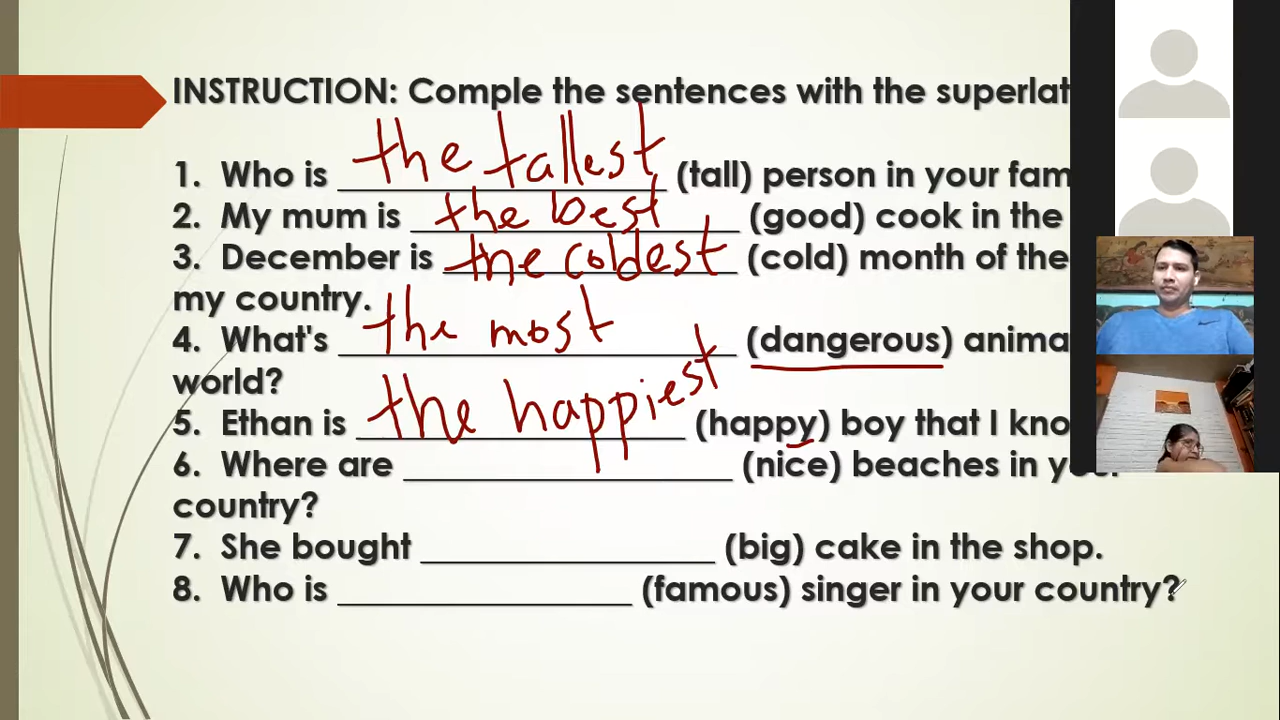 INSTRUCTION: Comple the sentences with the superlat
1. Who is the tallest (tall) person in your fam
2. My mum is the best (good) cook in the
3. December is the coldest (cold) month of the
my country.
4. What's the most (dangerous) anima
world?
5. Ethan is the happiest (happy) boy that I kno
6. Where are ____________ (nice) beaches in your
country?
7. She bought ____________ (big) cake in the shop.
8. Who is ____________ (famous) singer in your country?